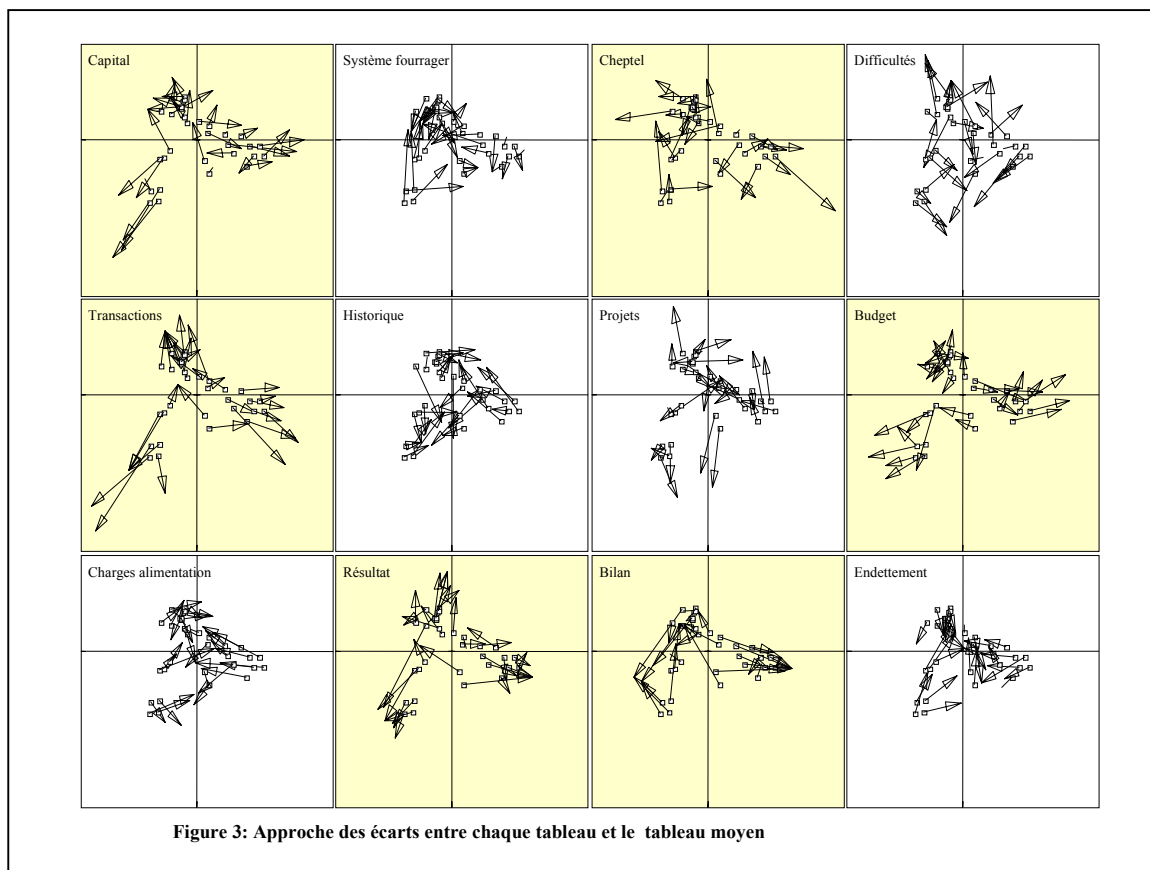 Capital
Système fourrager
Cheptel
Difficultés
Transactions
Historique
Projets
Budget
Charges alimentation
Résultat
Bilan
Endettement
Figure 3: Approche des écarts entre chaque tableau et le tableau moyen